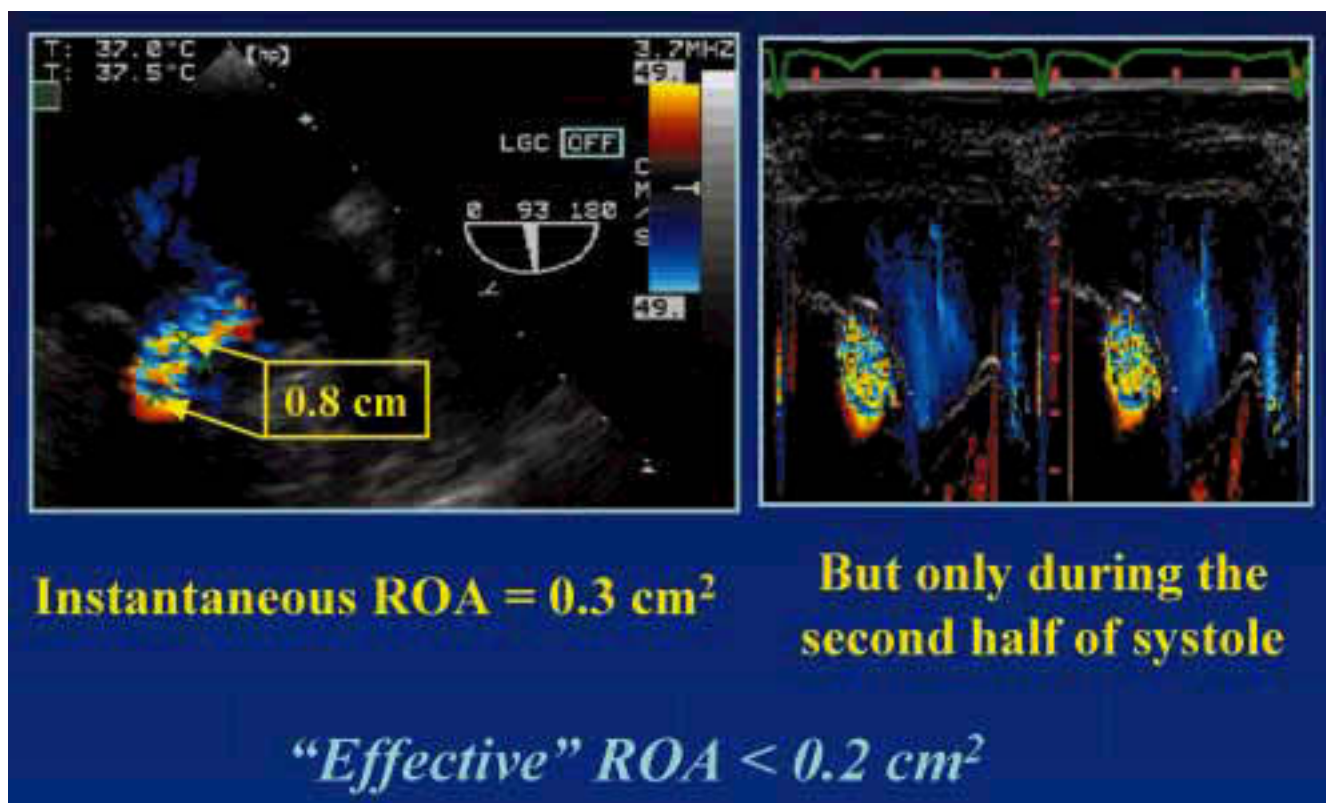 T: 37.0°C
T: 37.5°C
[hp]
3.7MHZ
49.
LGC OFF
C
M
/
S
0 93 180
49.
0.8 cm
Instantaneous ROA = 0.3 cm²
But only during the
second half of systole
“Effective” ROA < 0.2 cm²